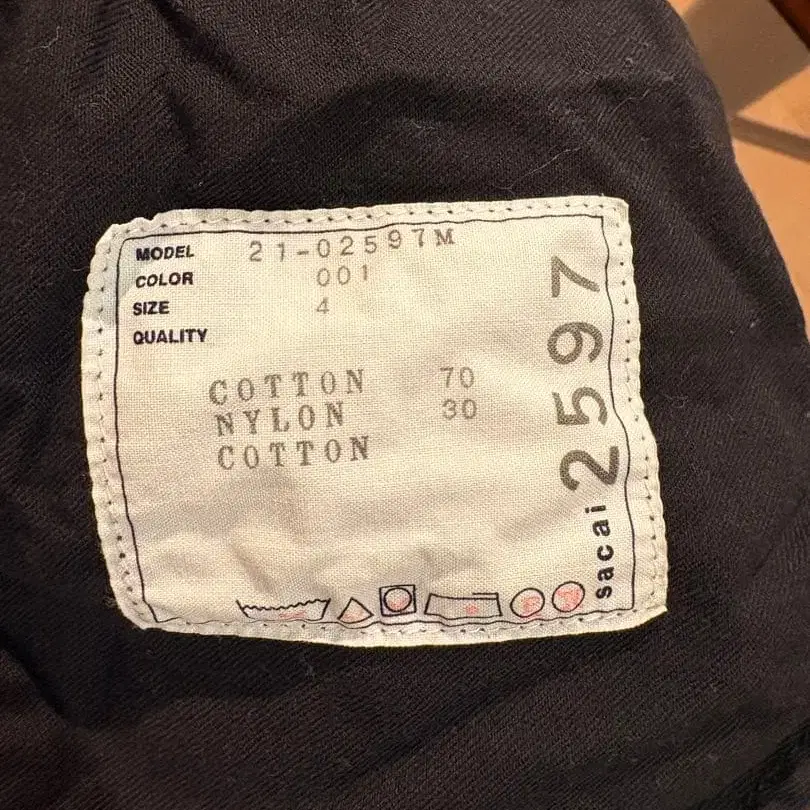 MODEL 21-02597M
COLOR 001
SIZE 4
QUALITY
COTTON 70
NYLON 30
COTTON
sacai 2597